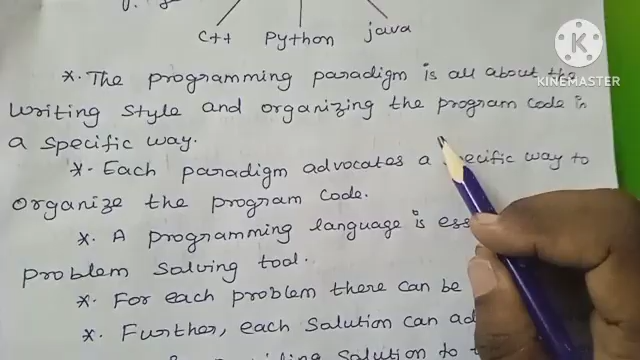 C++ Python java
*. The programming paradigm is all about the
writing style and organizing the program code in
a specific way.
*. Each paradigm advocates a specific way to
organize the program code.
*. A programming language is
problem solving tool.
*. For each problem there can be
*. Further, each solution can
solution to
KINEMASTER